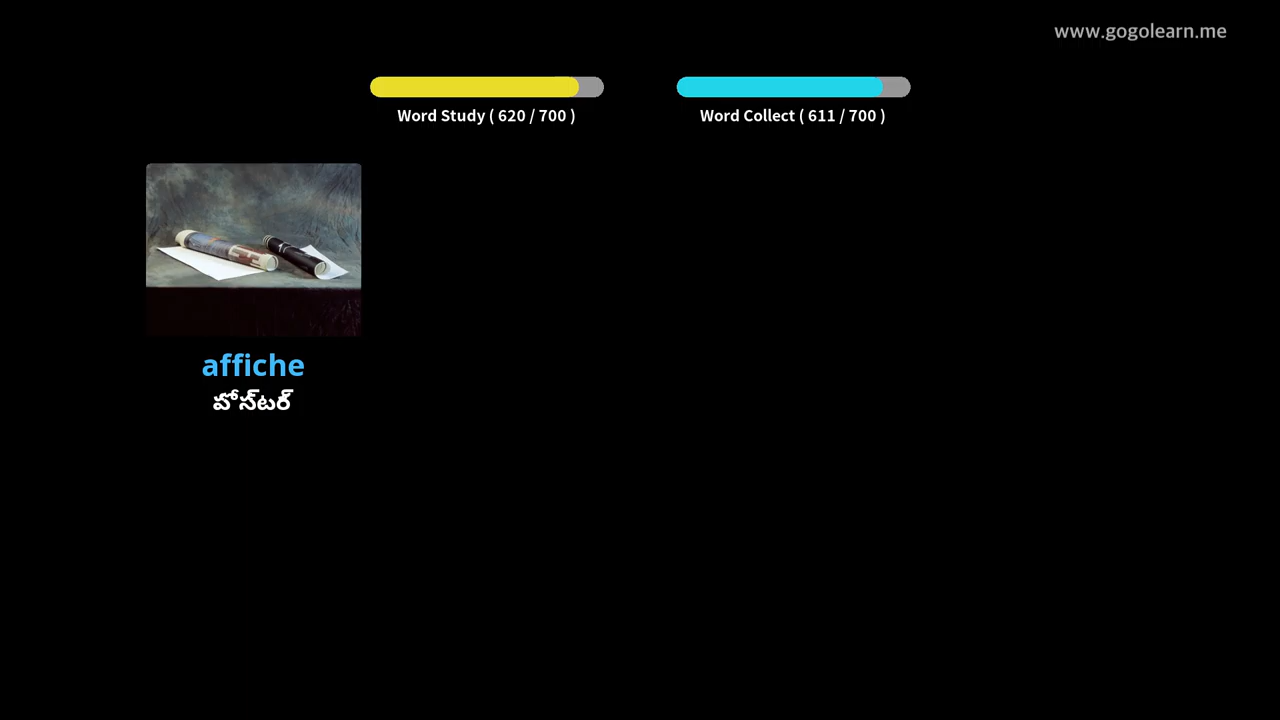 www.gogolearn.me
Word Study ( 620 / 700 )
Word Collect ( 611 / 700 )
affiche
పోస్టర్